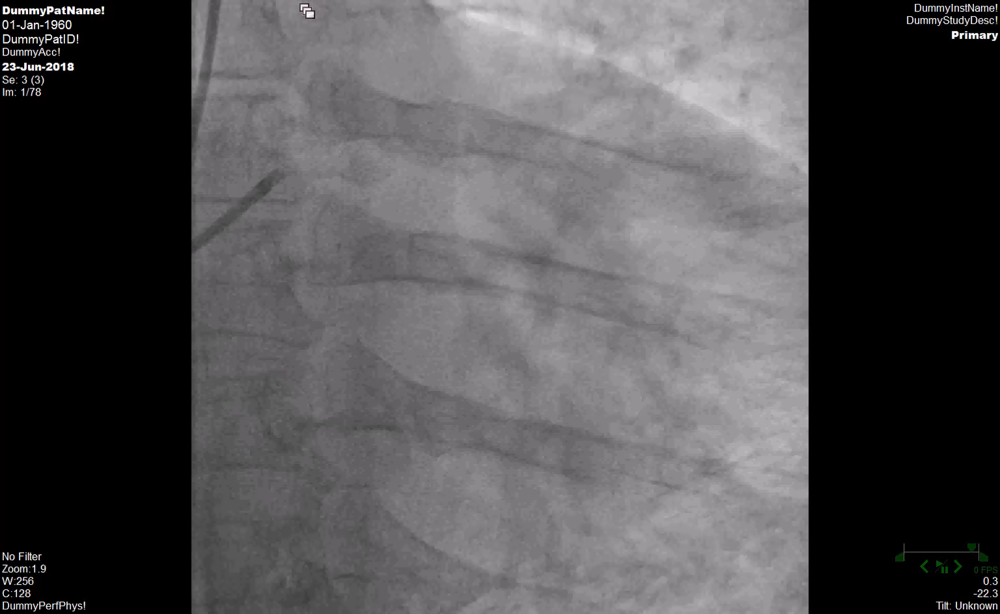 DummyPatName!
01-Jan-1960
DummyPatID!
DummyAcc!
23-Jun-2018
Se: 3 (3)
Im: 1/78
DummyInstName!
DummyStudyDesc!
Primary
No Filter
Zoom:1.9
W:256
C:128
DummyPerfPhys!
0 FPS
0.3
-22.3
Tilt: Unknown